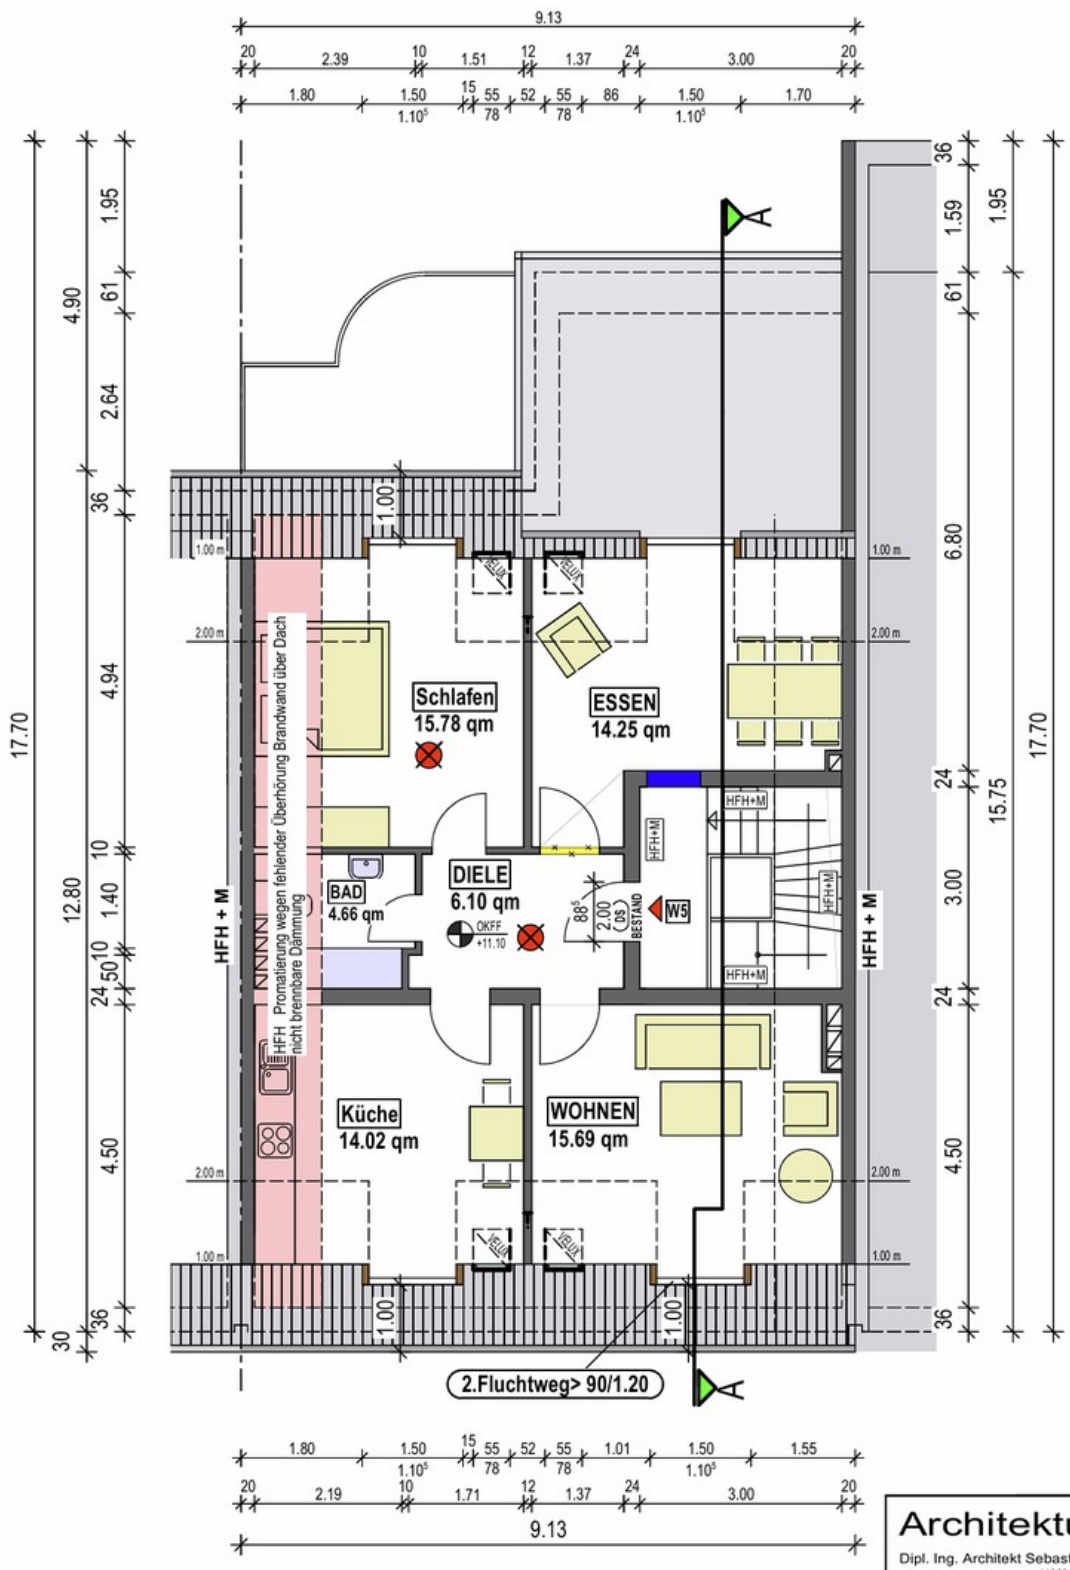 9.13
20 2.39 10 1.51 12 1.37 24 3.00 20
1.80 1.50 15 55 52 55 86 1.50 1.70
1.10⁵ 78 78 1.10⁵
17.70
4.90
12.80
30
1.95
61
2.64
36
4.94
10
1.40
10
50
24
4.50
36
36
1.59
61
6.80
24
3.00
24
4.50
36
1.95
15.75
17.70
A
1.00
1.00 m
1.00 m
VELUX
VELUX
2.00 m
2.00 m
HFH Promatierung wegen fehlender Überhörung Brandwand über Dach
nicht brennbare Dämmung
Schlafen
15.78 qm
ESSEN
14.25 qm
HFH+M
HFH+M
HFH+M
HFH+M
HFH + M
HFH + M
BAD
4.66 qm
DIELE
6.10 qm
OKFF
+11.10
88⁵
2.00
DS
BESTAND
W5
Küche
14.02 qm
WOHNEN
15.69 qm
2.00 m
2.00 m
VELUX
VELUX
1.00 m
1.00 m
1.00
1.00
2.Fluchtweg> 90/1.20
A
1.80 1.50 15 55 52 55 1.01 1.50 1.55
1.10⁵ 78 78 1.10⁵
20 2.19 10 1.71 12 1.37 24 3.00 20
9.13
Architektu
Dipl. Ing. Architekt Sebast